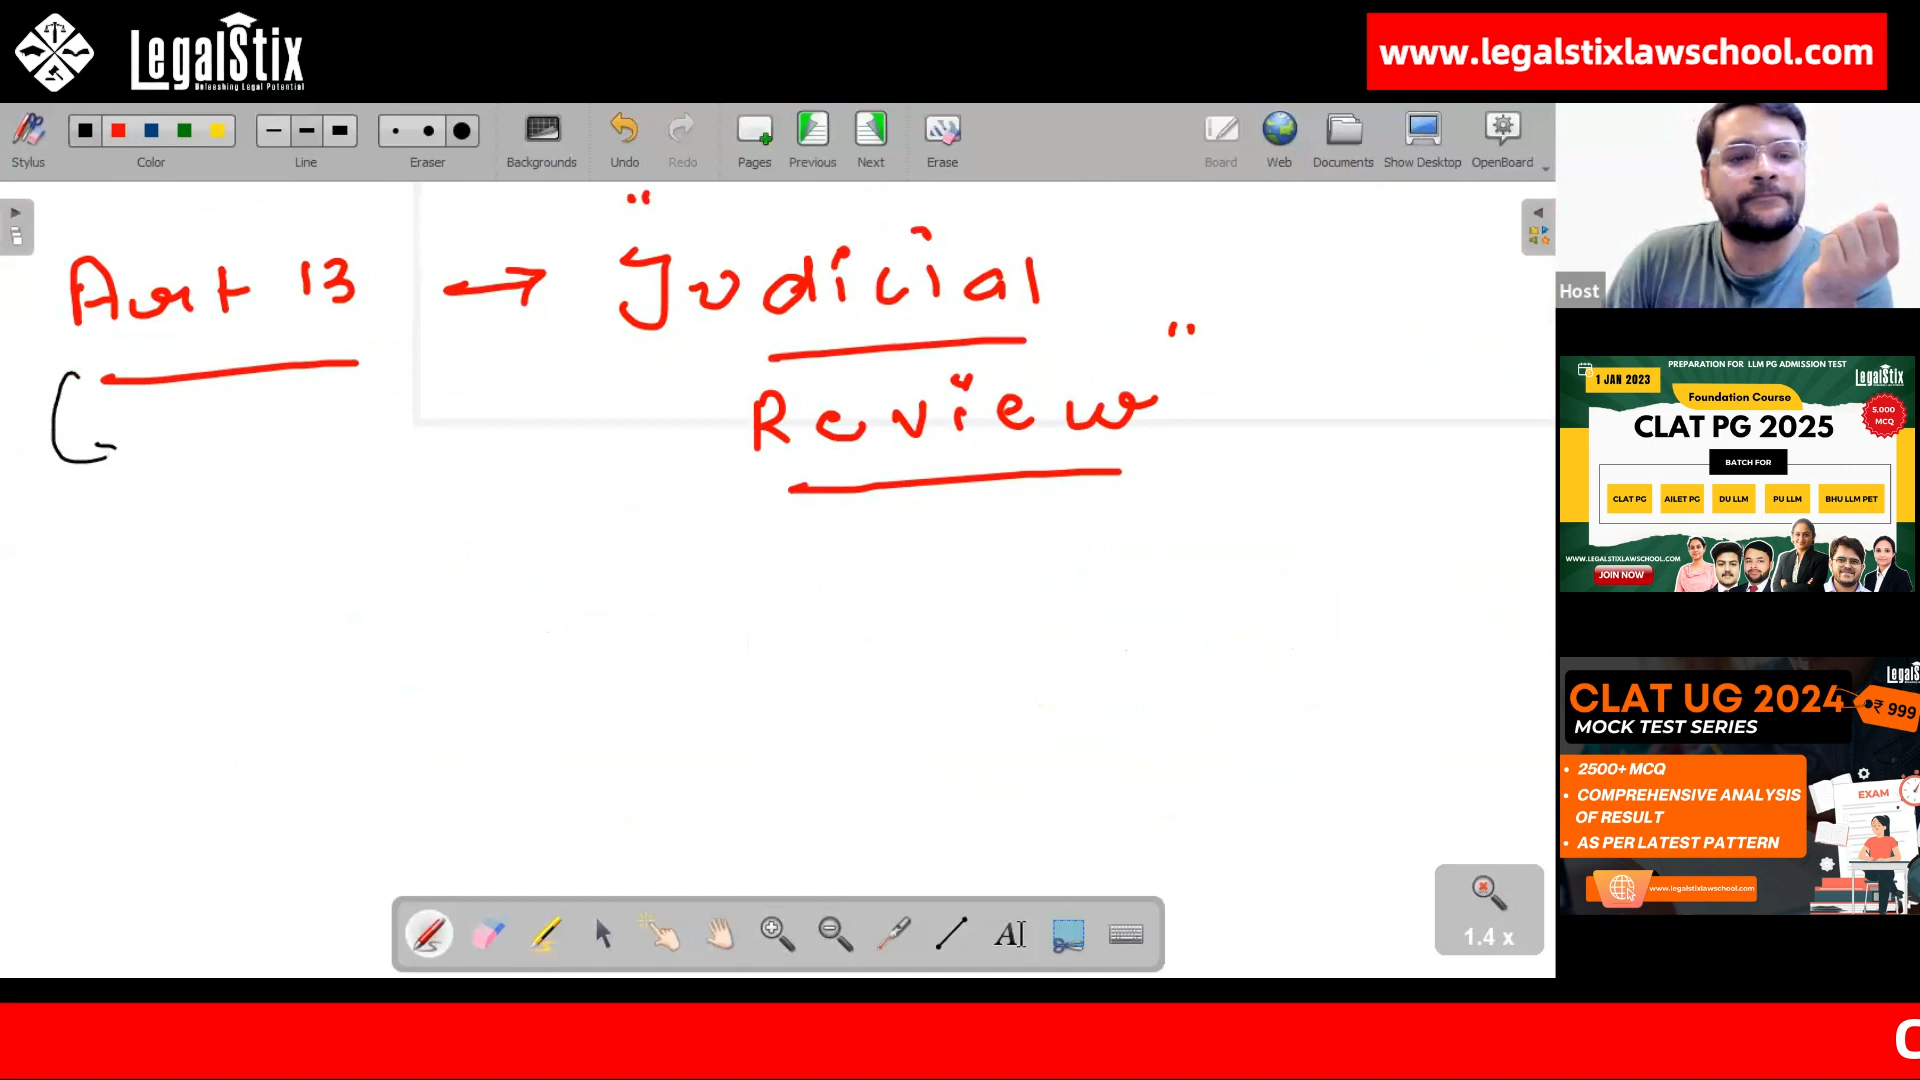 LegalStix
Unleashing Legal Potential
www.legalstixlawschool.com
Stylus
Color
Line
Eraser
Backgrounds
Undo
Redo
Pages
Previous
Next
Erase
Board
Web
Documents
Show Desktop
OpenBoard
Art 13 → "Judicial
Review"
1.4 x
Host
PREPARATION FOR LLM PG ADMISSION TEST
1 JAN 2023
LegalStix
Foundation Course
5,000
MCQ
CLAT PG 2025
BATCH FOR
CLAT PG
AILET PG
DU LLM
PU LLM
BHU LLM PET
WWW.LEGALSTIXLAWSCHOOL.COM
JOIN NOW
CLAT UG 2024
₹ 999
MOCK TEST SERIES
• 2500+ MCQ
• COMPREHENSIVE ANALYSIS
OF RESULT
• AS PER LATEST PATTERN
EXAM
www.legalstixlawschool.com